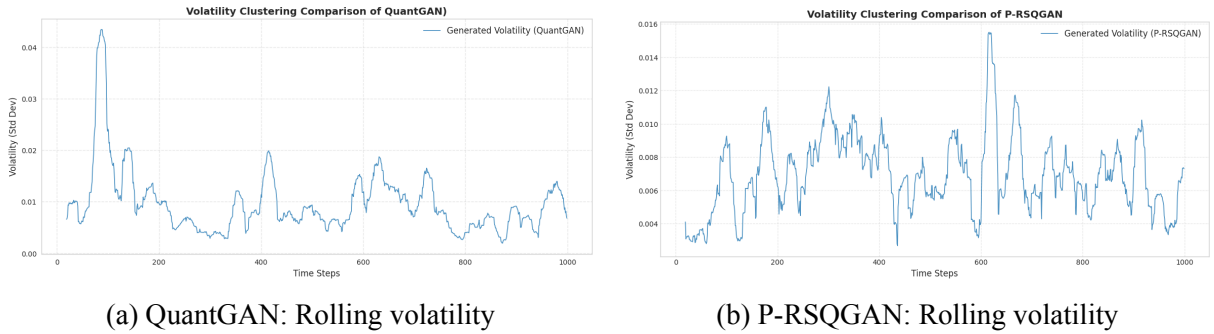 Volatility Clustering Comparison of QuantGAN)
Generated Volatility (QuantGAN)
Volatility (Std Dev)
0.04
0.03
0.02
0.01
0.00
0 200 400 600 800 1000
Time Steps
(a) QuantGAN: Rolling volatility
Volatility Clustering Comparison of P-RSQGAN
Generated Volatility (P-RSQGAN)
Volatility (Std Dev)
0.016
0.014
0.012
0.010
0.008
0.006
0.004
0 200 400 600 800 1000
Time Steps
(b) P-RSQGAN: Rolling volatility